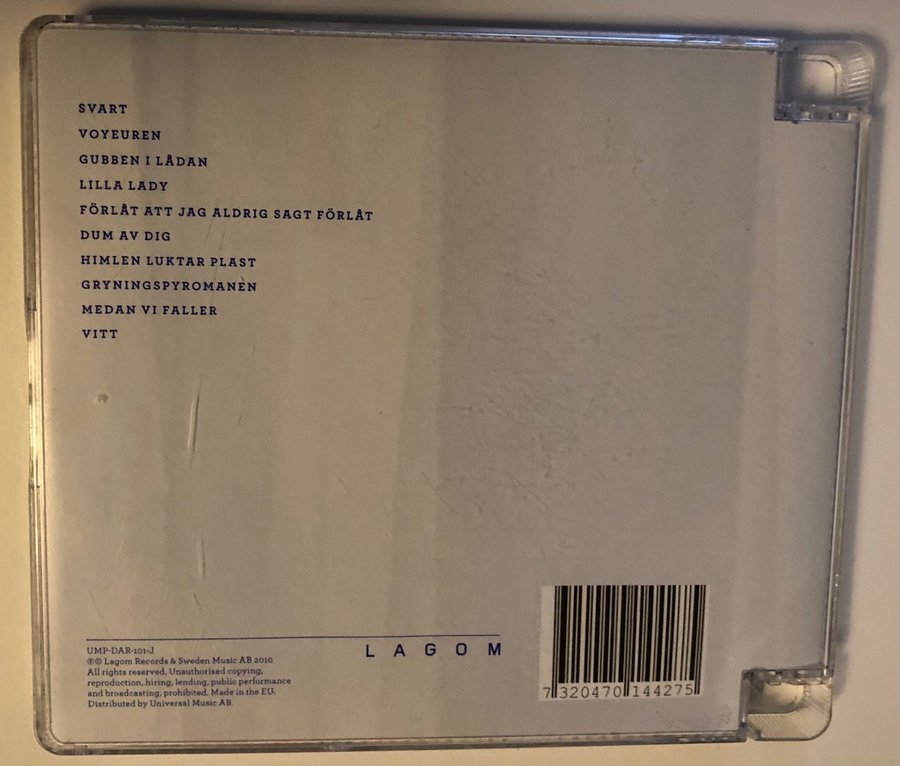 SVART
VOYEUREN
GUBBEN I LÅDAN
LILLA LADY
FÖRLÅT ATT JAG ALDRIG SAGT FÖRLÅT
DUM AV DIG
HIMLEN LUKTAR PLAST
GRYNINGSPYROMANEN
MEDAN VI FALLER
VITT
UMP-DAR-101-J
℗© Lagom Records & Sweden Music AB 2010
All rights reserved. Unauthorised copying,
reproduction, hiring, lending, public performance
and broadcasting, prohibited. Made in the EU.
Distributed by Universal Music AB.
LAGOM
7 320470 144275